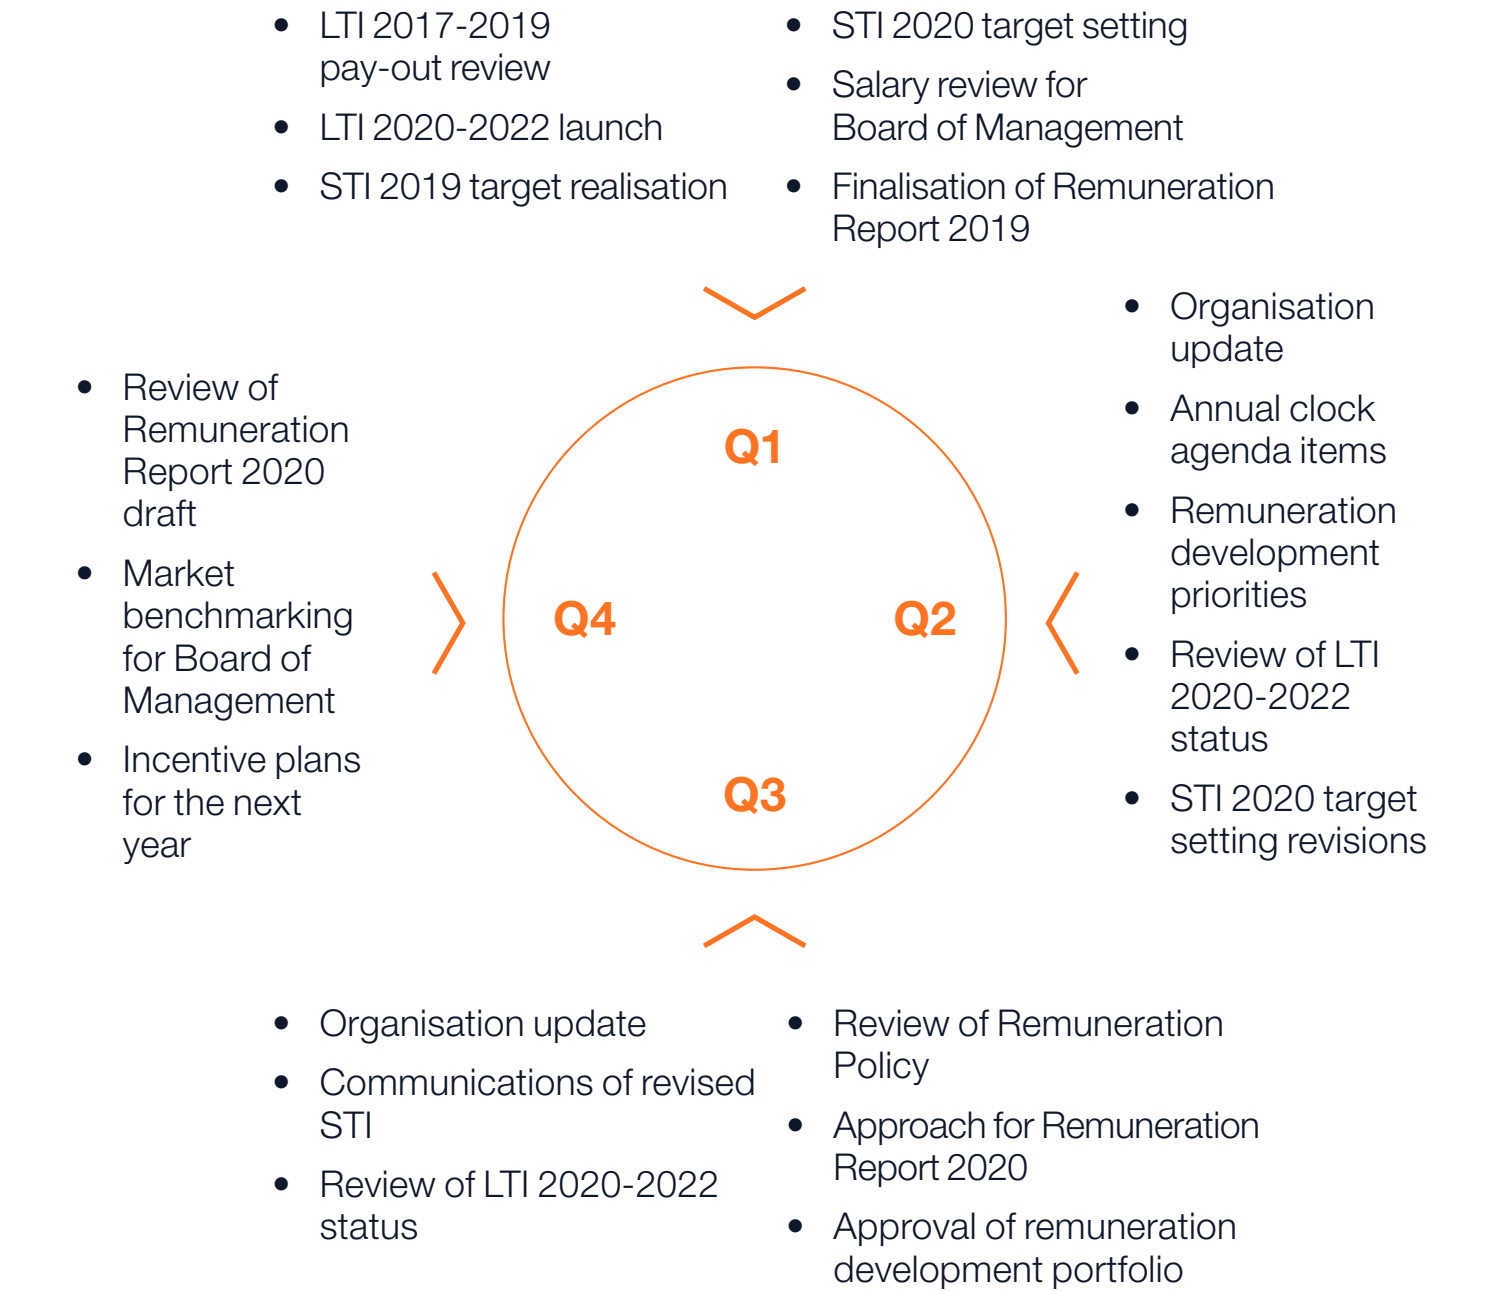 • LTI 2017-2019
pay-out review
• LTI 2020-2022 launch
• STI 2019 target realisation
• STI 2020 target setting
• Salary review for
Board of Management
• Finalisation of Remuneration
Report 2019
Q1
• Organisation
update
• Annual clock
agenda items
• Remuneration
development
priorities
• Review of LTI
2020-2022
status
• STI 2020 target
setting revisions
Q2
Q3
• Organisation update
• Communications of revised
STI
• Review of LTI 2020-2022
status
• Review of Remuneration
Policy
• Approach for Remuneration
Report 2020
• Approval of remuneration
development portfolio
Q4
• Review of
Remuneration
Report 2020
draft
• Market
benchmarking
for Board of
Management
• Incentive plans
for the next
year